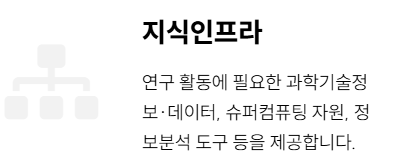 지식인프라
연구 활동에 필요한 과학기술정
보·데이터, 슈퍼컴퓨팅 자원, 정
보분석 도구 등을 제공합니다.